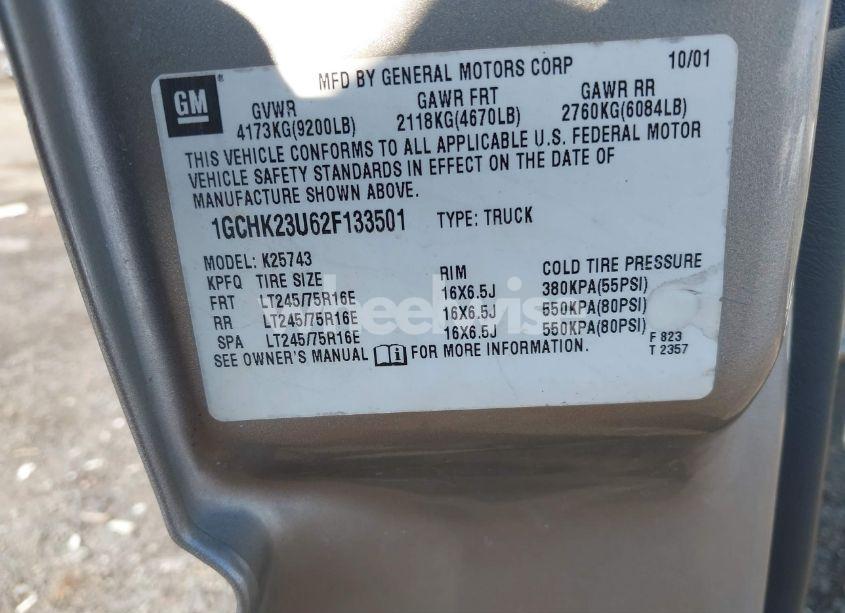 GM
MFD BY GENERAL MOTORS CORP 10/01
GVWR GAWR FRT GAWR RR
4173KG(9200LB) 2118KG(4670LB) 2760KG(6084LB)
THIS VEHICLE CONFORMS TO ALL APPLICABLE U.S. FEDERAL MOTOR
VEHICLE SAFETY STANDARDS IN EFFECT ON THE DATE OF
MANUFACTURE SHOWN ABOVE.
1GCHK23U62F133501 TYPE: TRUCK
MODEL: K25743
KPFQ TIRE SIZE RIM COLD TIRE PRESSURE
FRT LT245/75R16E 16X6.5J 380KPA(55PSI)
RR LT245/75R16E 16X6.5J 550KPA(80PSI)
SPA LT245/75R16E 16X6.5J 550KPA(80PSI)
SEE OWNER'S MANUAL FOR MORE INFORMATION.
F 823
T 2357